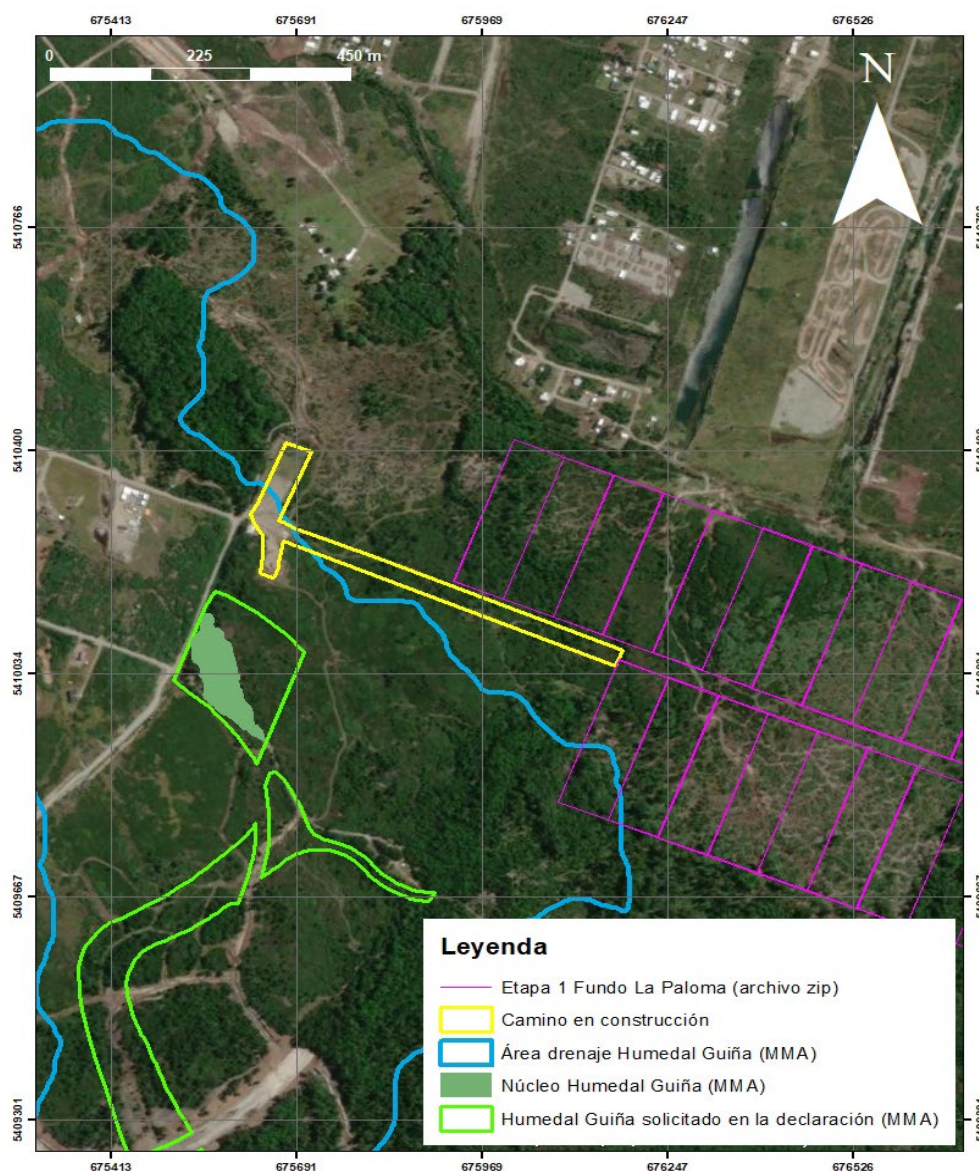 675413 675691 675969 676247 676526
0 225 450 m
N
5410766
5410400
5410034
5409667
5409301
Leyenda
Etapa 1 Fundo La Paloma (archivo zip)
Camino en construcción
Área drenaje Humedal Guiña (MMA)
Núcleo Humedal Guiña (MMA)
Humedal Guiña solicitado en la declaración (MMA)
675413 675691 675969 676247 676526